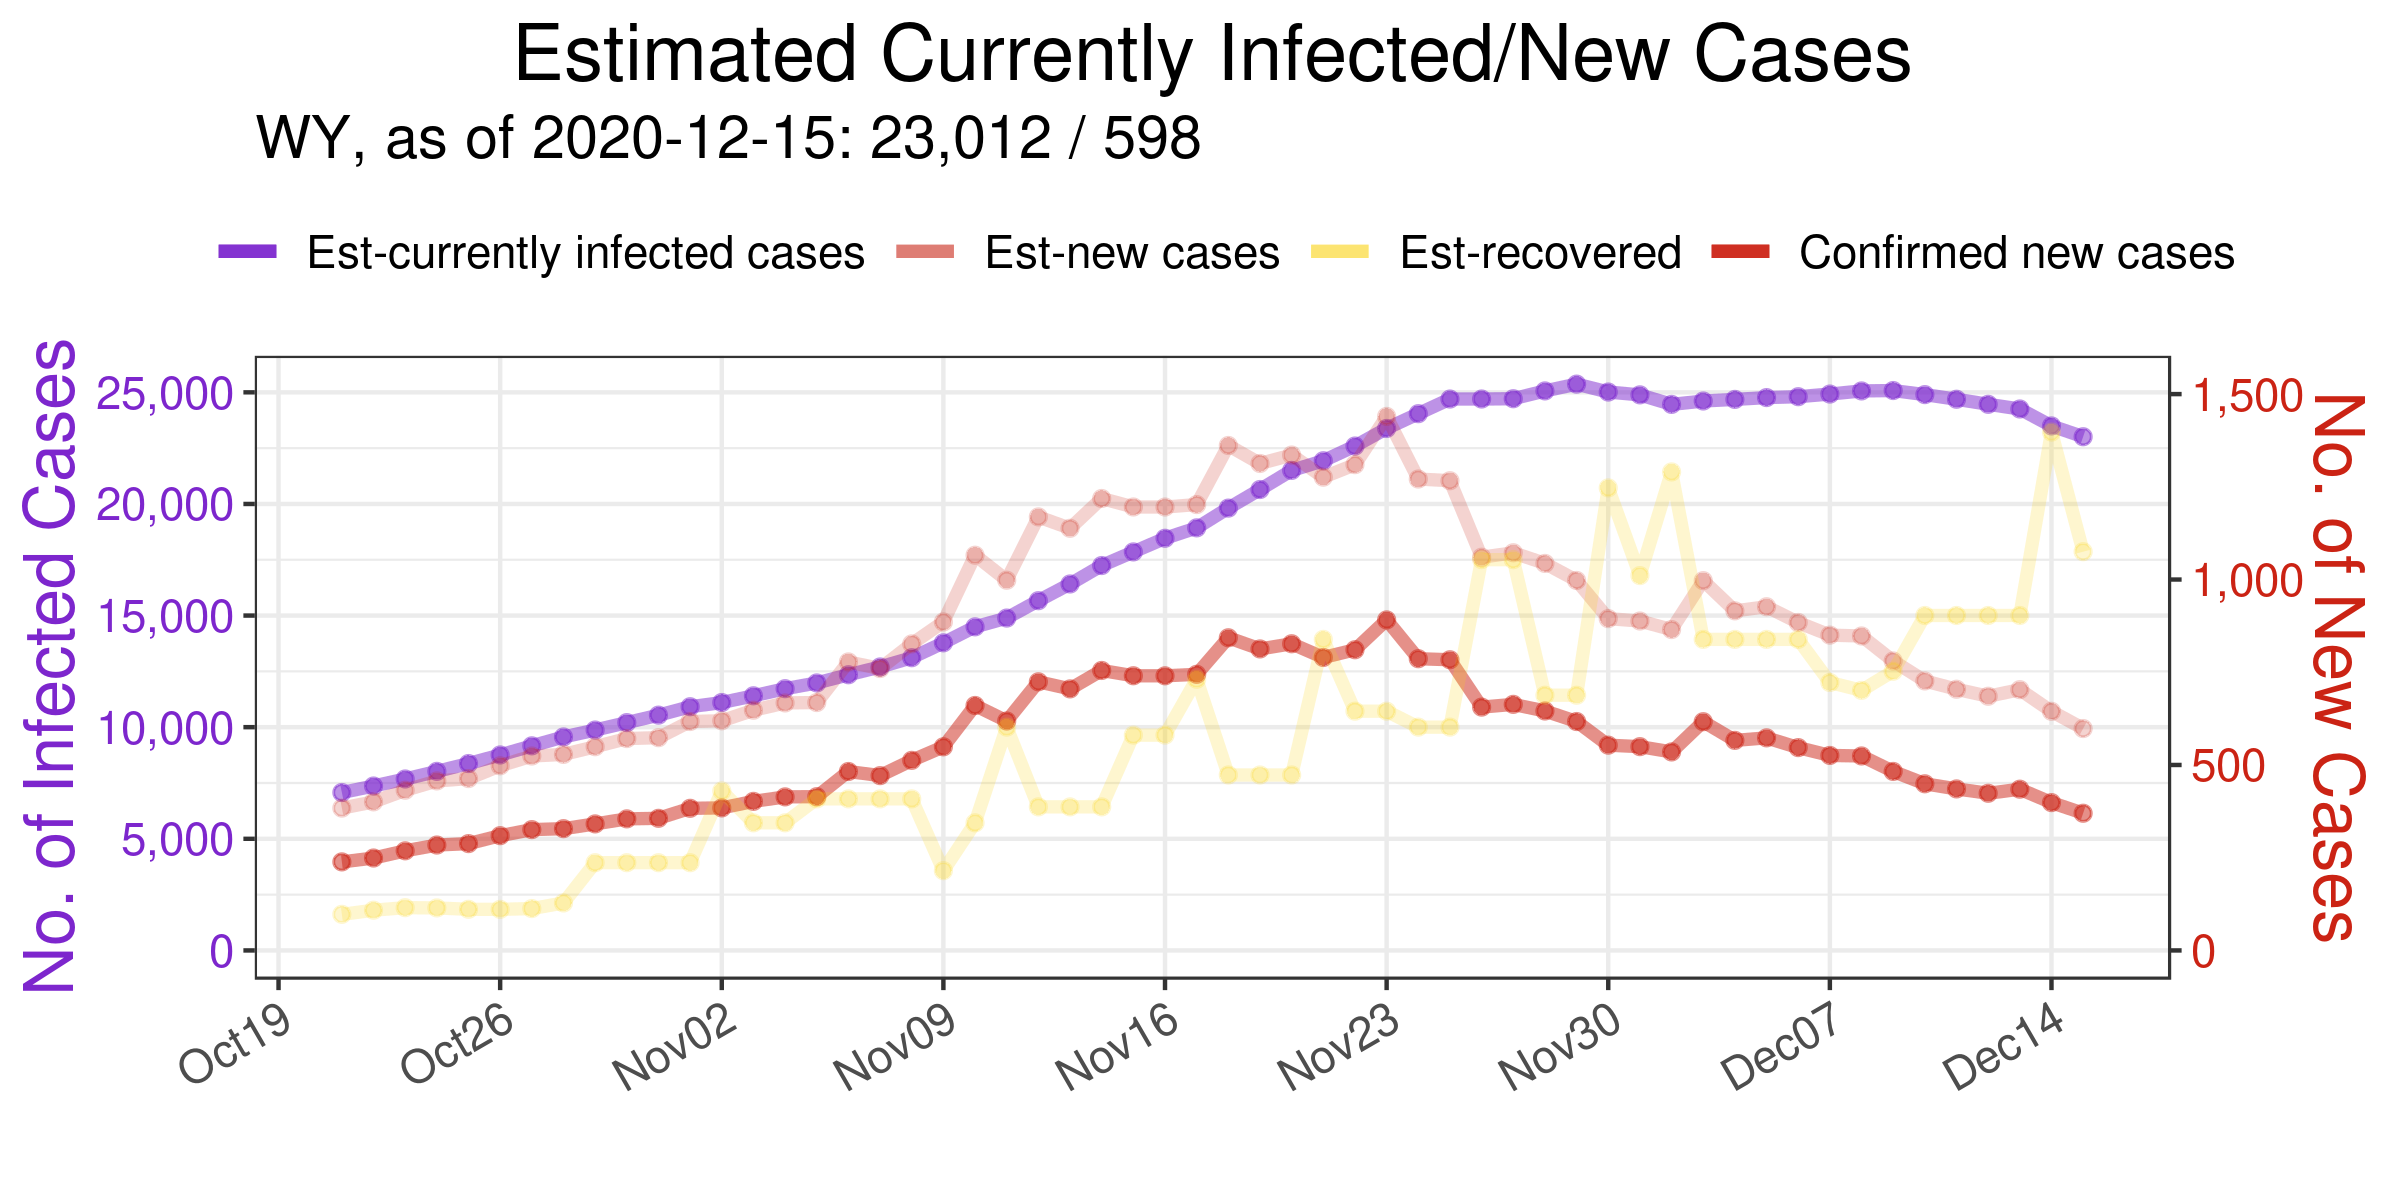 Estimated Currently Infected/New Cases
WY, as of 2020-12-15: 23,012 / 598
Est-currently infected cases Est-new cases Est-recovered Confirmed new cases
No. of Infected Cases
25,000
20,000
15,000
10,000
5,000
0
1,500
1,000
500
0
No. of New Cases
Oct19 Oct26 Nov02 Nov09 Nov16 Nov23 Nov30 Dec07 Dec14